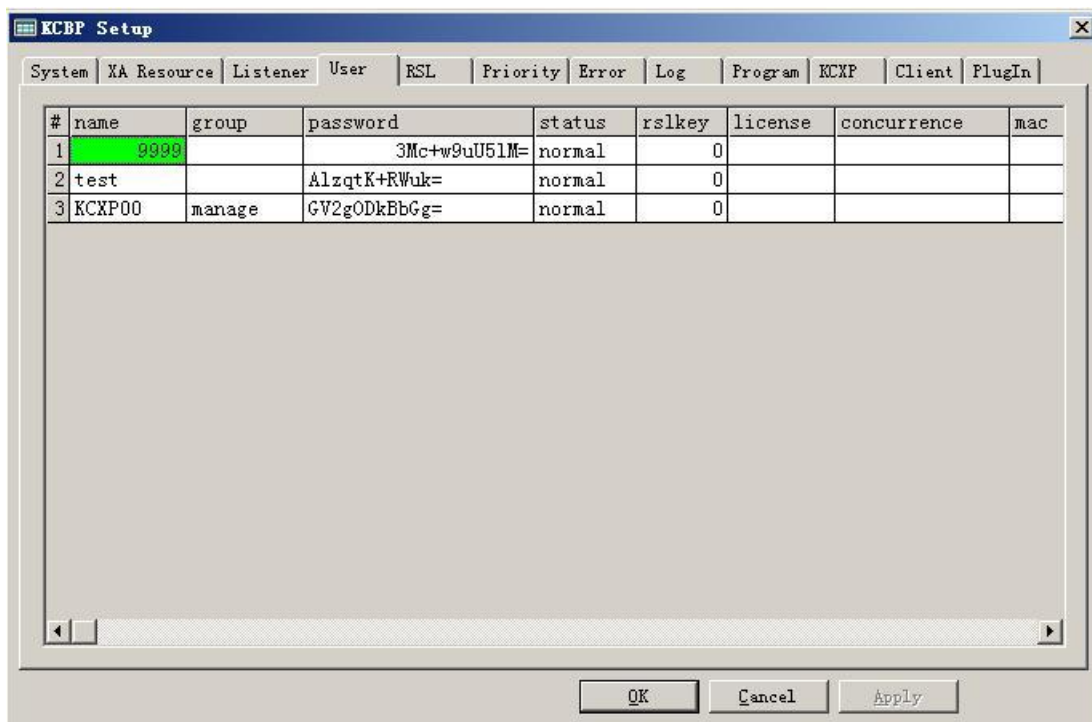 KCBP Setup
System XA Resource Listener User RSL Priority Error Log Program KCXP Client PlugIn
# name group password status rslkey license concurrence mac
1 9999 3Mc+w9uU5lM= normal 0
2 test AlzqtK+RWuk= normal 0
3 KCXP00 manage GV2gODkBbGg= normal 0
OK Cancel Apply